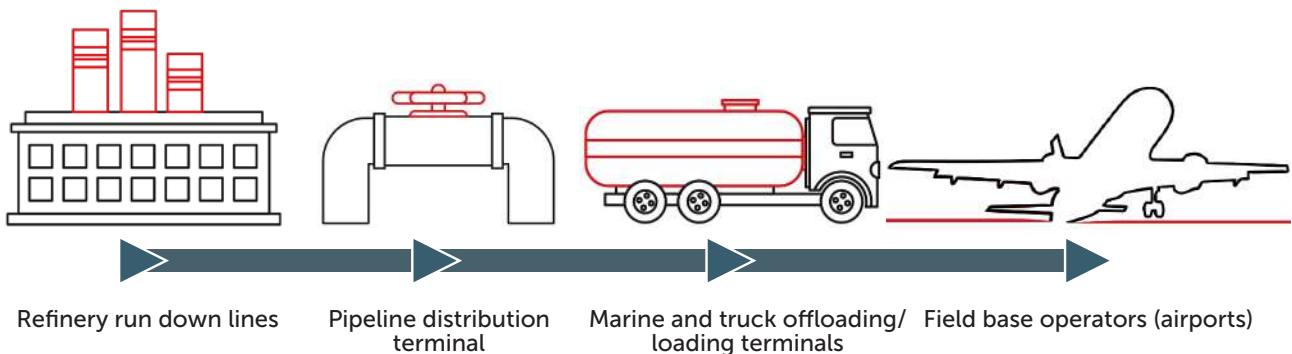 Refinery run down lines
Pipeline distribution
terminal
Marine and truck offloading/
loading terminals
Field base operators (airports)